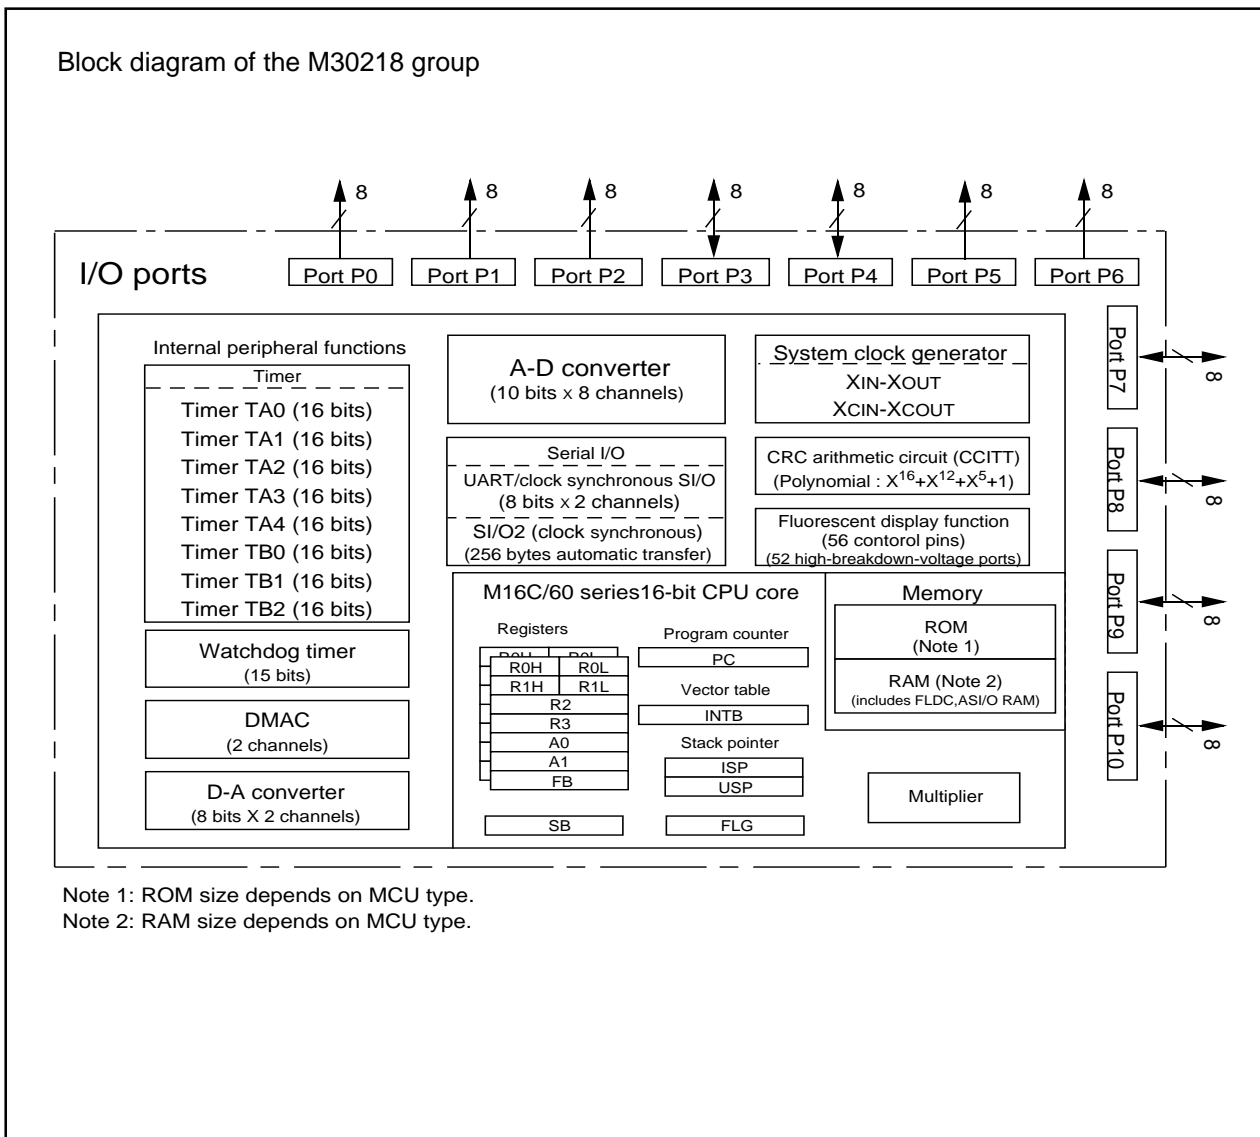 Block diagram of the M30218 group
8 8 8 8 8 8 8
I/O ports
Port P0 Port P1 Port P2 Port P3 Port P4 Port P5 Port P6
Port P7
8
Port P8
8
Port P9
8
Port P10
8
Internal peripheral functions
Timer
Timer TA0 (16 bits)
Timer TA1 (16 bits)
Timer TA2 (16 bits)
Timer TA3 (16 bits)
Timer TA4 (16 bits)
Timer TB0 (16 bits)
Timer TB1 (16 bits)
Timer TB2 (16 bits)
Watchdog timer
(15 bits)
DMAC
(2 channels)
D-A converter
(8 bits X 2 channels)
A-D converter
(10 bits x 8 channels)
Serial I/O
UART/clock synchronous SI/O
(8 bits x 2 channels)
SI/O2 (clock synchronous)
(256 bytes automatic transfer)
System clock generator
XIN-XOUT
XCIN-XCOUT
CRC arithmetic circuit (CCITT)
(Polynomial : X16+X12+X5+1)
Fluorescent display function
(56 contorol pins)
(52 high-breakdown-voltage ports)
M16C/60 series16-bit CPU core
Registers
R0H R0L
R0H R0L
R1H R1L
R2
R3
A0
A1
FB
SB
Program counter
PC
Vector table
INTB
Stack pointer
ISP
USP
FLG
Memory
ROM
(Note 1)
RAM (Note 2)
(includes FLDC,ASI/O RAM)
Multiplier
Note 1: ROM size depends on MCU type.
Note 2: RAM size depends on MCU type.